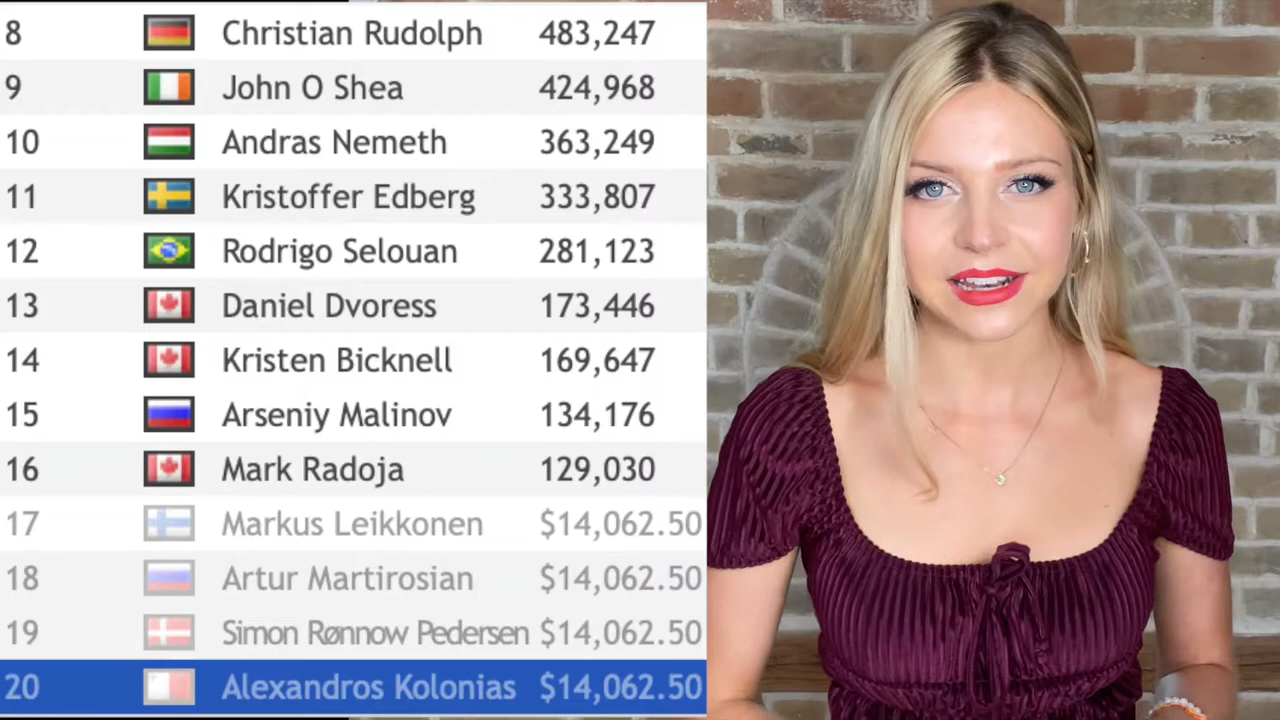 8 Christian Rudolph 483,247
9 John O Shea 424,968
10 Andras Nemeth 363,249
11 Kristoffer Edberg 333,807
12 Rodrigo Selouan 281,123
13 Daniel Dvoress 173,446
14 Kristen Bicknell 169,647
15 Arseniy Malinov 134,176
16 Mark Radoja 129,030
17 Markus Leikkonen $14,062.50
18 Artur Martirosian $14,062.50
19 Simon Rønnow Pedersen $14,062.50
20 Alexandros Kolonias $14,062.50